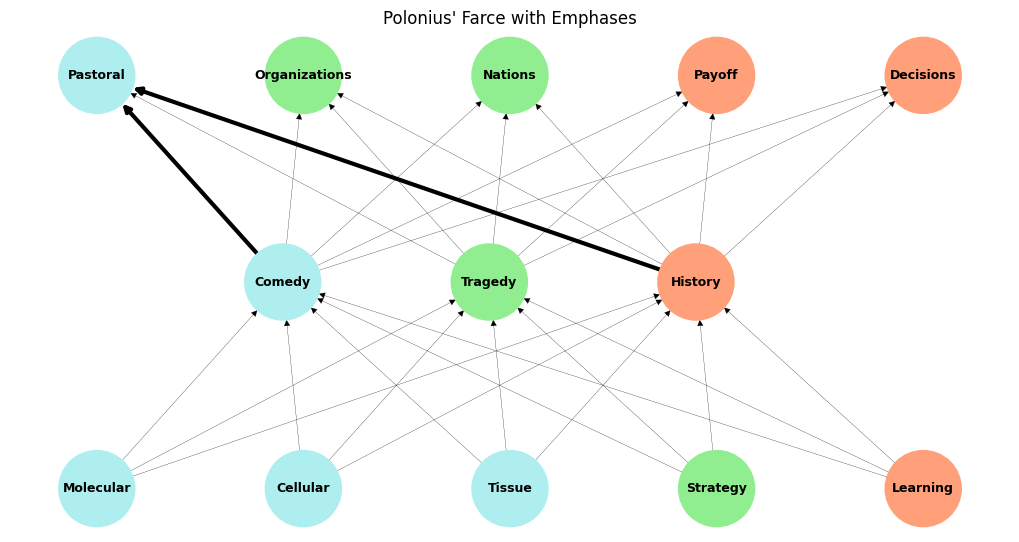 Polonius' Farce with Emphases
Pastoral
Organizations
Nations
Payoff
Decisions
Comedy
Tragedy
History
Molecular
Cellular
Tissue
Strategy
Learning